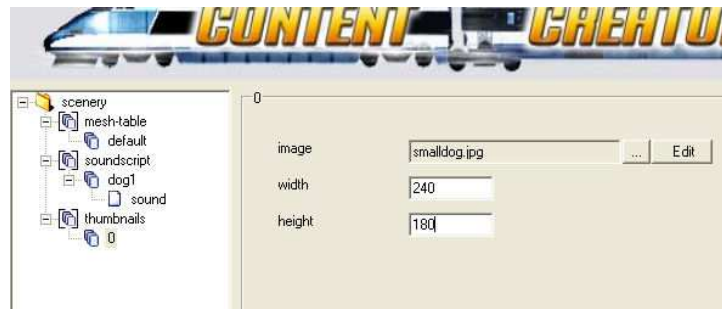 CONTENT CREATO
scenery
mesh-table
default
soundscript
dog1
sound
thumbnails
0
0
image
smalldog.jpg
...
Edit
width
240
height
180